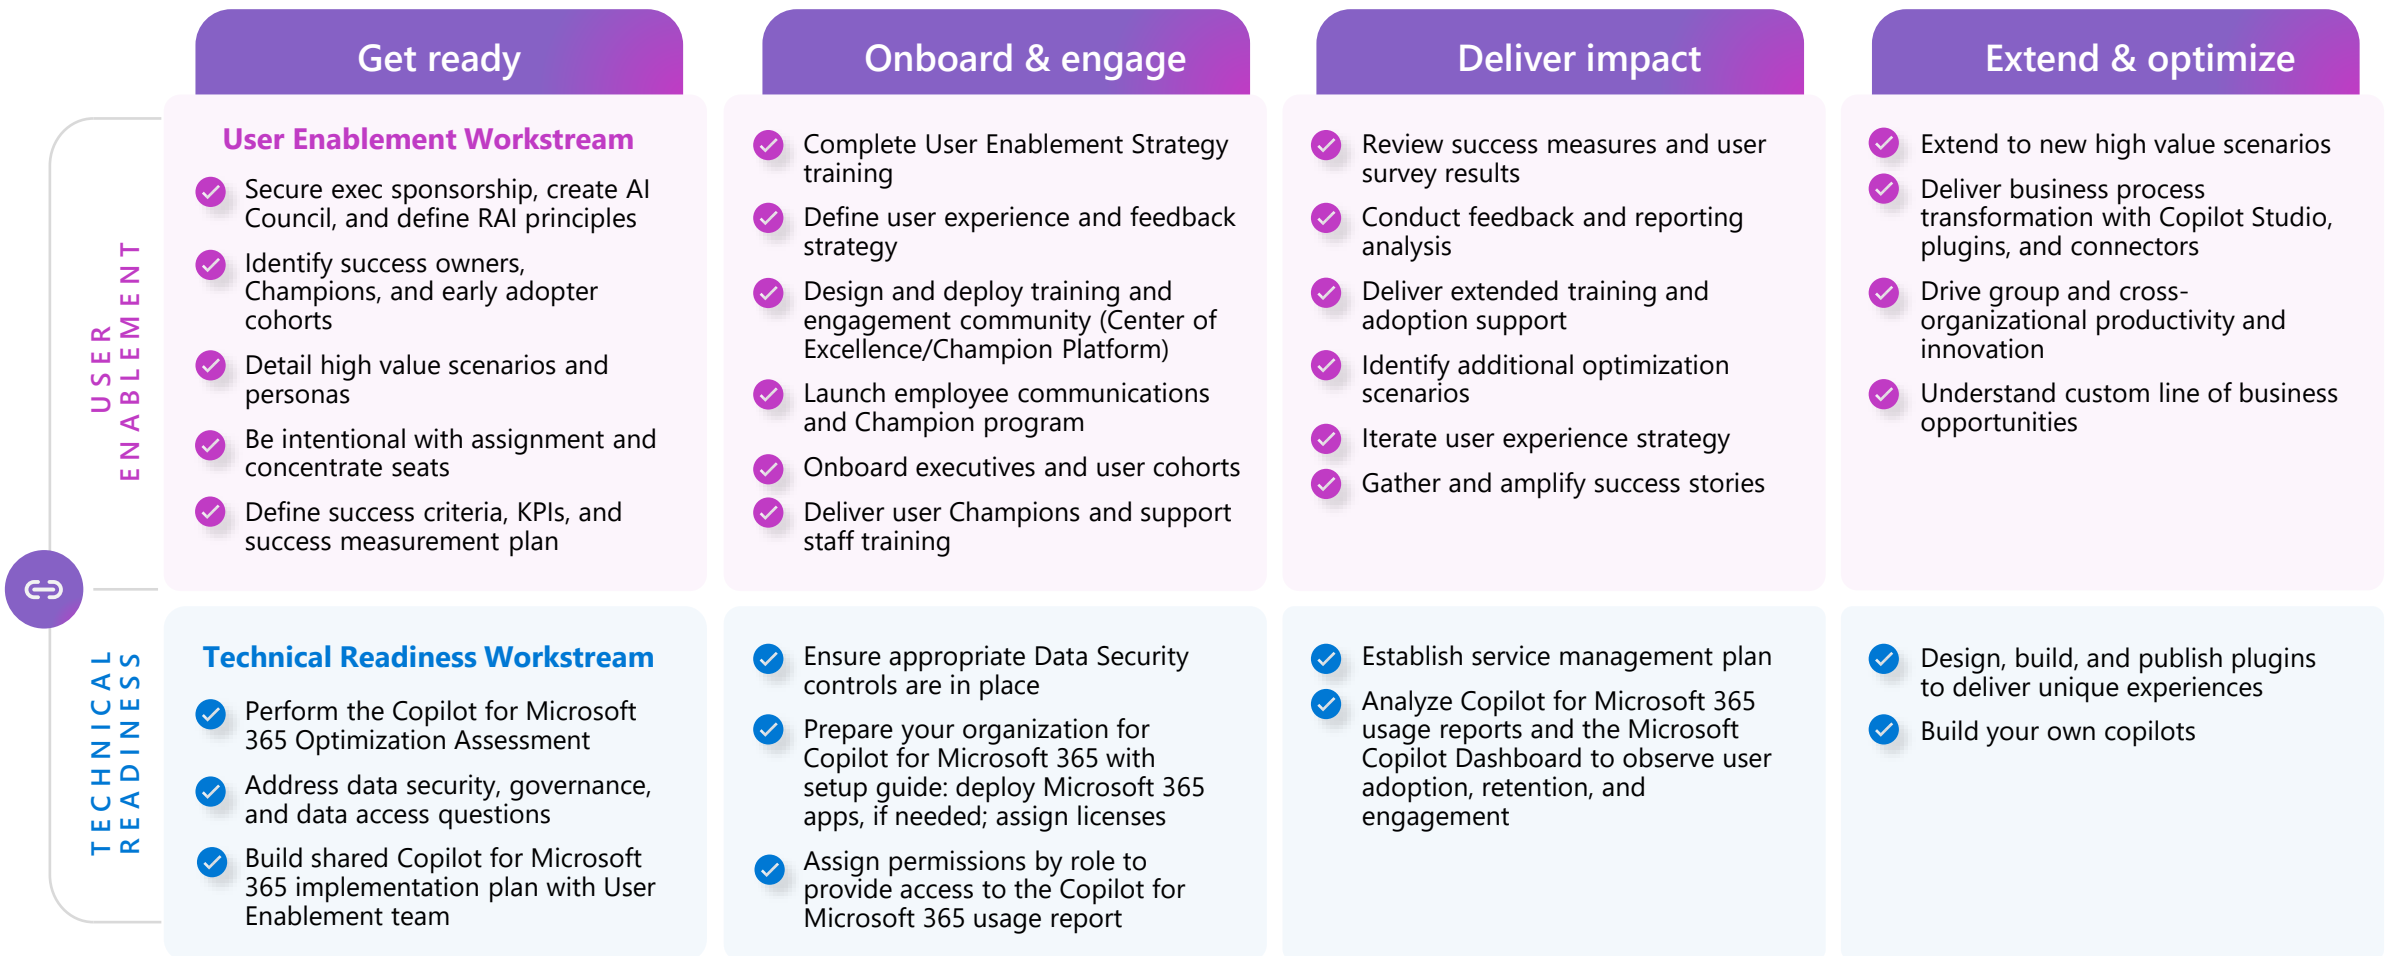 Get ready
Onboard & engage
Deliver impact
Extend & optimize
USER
ENABLEMENT
User Enablement Workstream
Secure exec sponsorship, create AI
Council, and define RAI principles
Identify success owners,
Champions, and early adopter
cohorts
Detail high value scenarios and
personas
Be intentional with assignment and
concentrate seats
Define success criteria, KPIs, and
success measurement plan
Complete User Enablement Strategy
training
Define user experience and feedback
strategy
Design and deploy training and
engagement community (Center of
Excellence/Champion Platform)
Launch employee communications
and Champion program
Onboard executives and user cohorts
Deliver user Champions and support
staff training
Review success measures and user
survey results
Conduct feedback and reporting
analysis
Deliver extended training and
adoption support
Identify additional optimization
scenarios
Iterate user experience strategy
Gather and amplify success stories
Extend to new high value scenarios
Deliver business process
transformation with Copilot Studio,
plugins, and connectors
Drive group and cross-
organizational productivity and
innovation
Understand custom line of business
opportunities
TECHNICAL
READINESS
Technical Readiness Workstream
Perform the Copilot for Microsoft
365 Optimization Assessment
Address data security, governance,
and data access questions
Build shared Copilot for Microsoft
365 implementation plan with User
Enablement team
Ensure appropriate Data Security
controls are in place
Prepare your organization for
Copilot for Microsoft 365 with
setup guide: deploy Microsoft 365
apps, if needed; assign licenses
Assign permissions by role to
provide access to the Copilot for
Microsoft 365 usage report
Establish service management plan
Analyze Copilot for Microsoft 365
usage reports and the Microsoft
Copilot Dashboard to observe user
adoption, retention, and
engagement
Design, build, and publish plugins
to deliver unique experiences
Build your own copilots